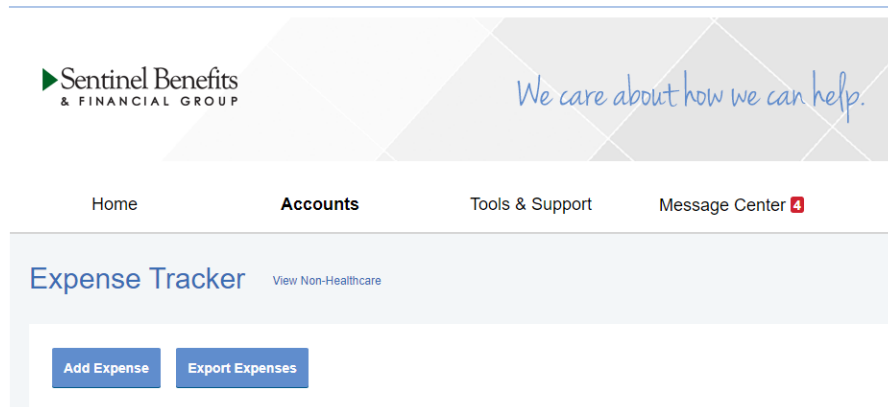 Sentinel Benefits
& FINANCIAL GROUP
We care about how we can help.
Home Accounts Tools & Support Message Center 4
Expense Tracker View Non-Healthcare
Add Expense Export Expenses